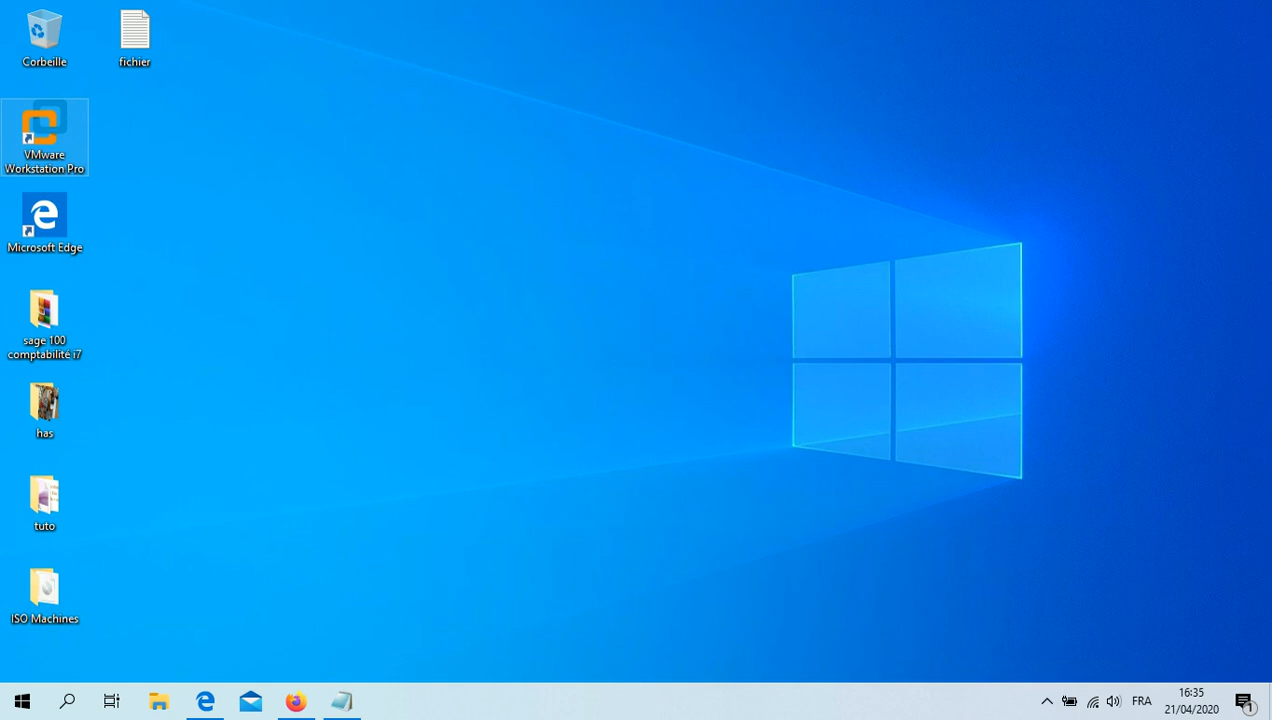 Corbeille
fichier
VMware
Workstation Pro
Microsoft Edge
sage 100
comptabilité i7
has
tuto
ISO Machines
FRA
16:35
21/04/2020
1